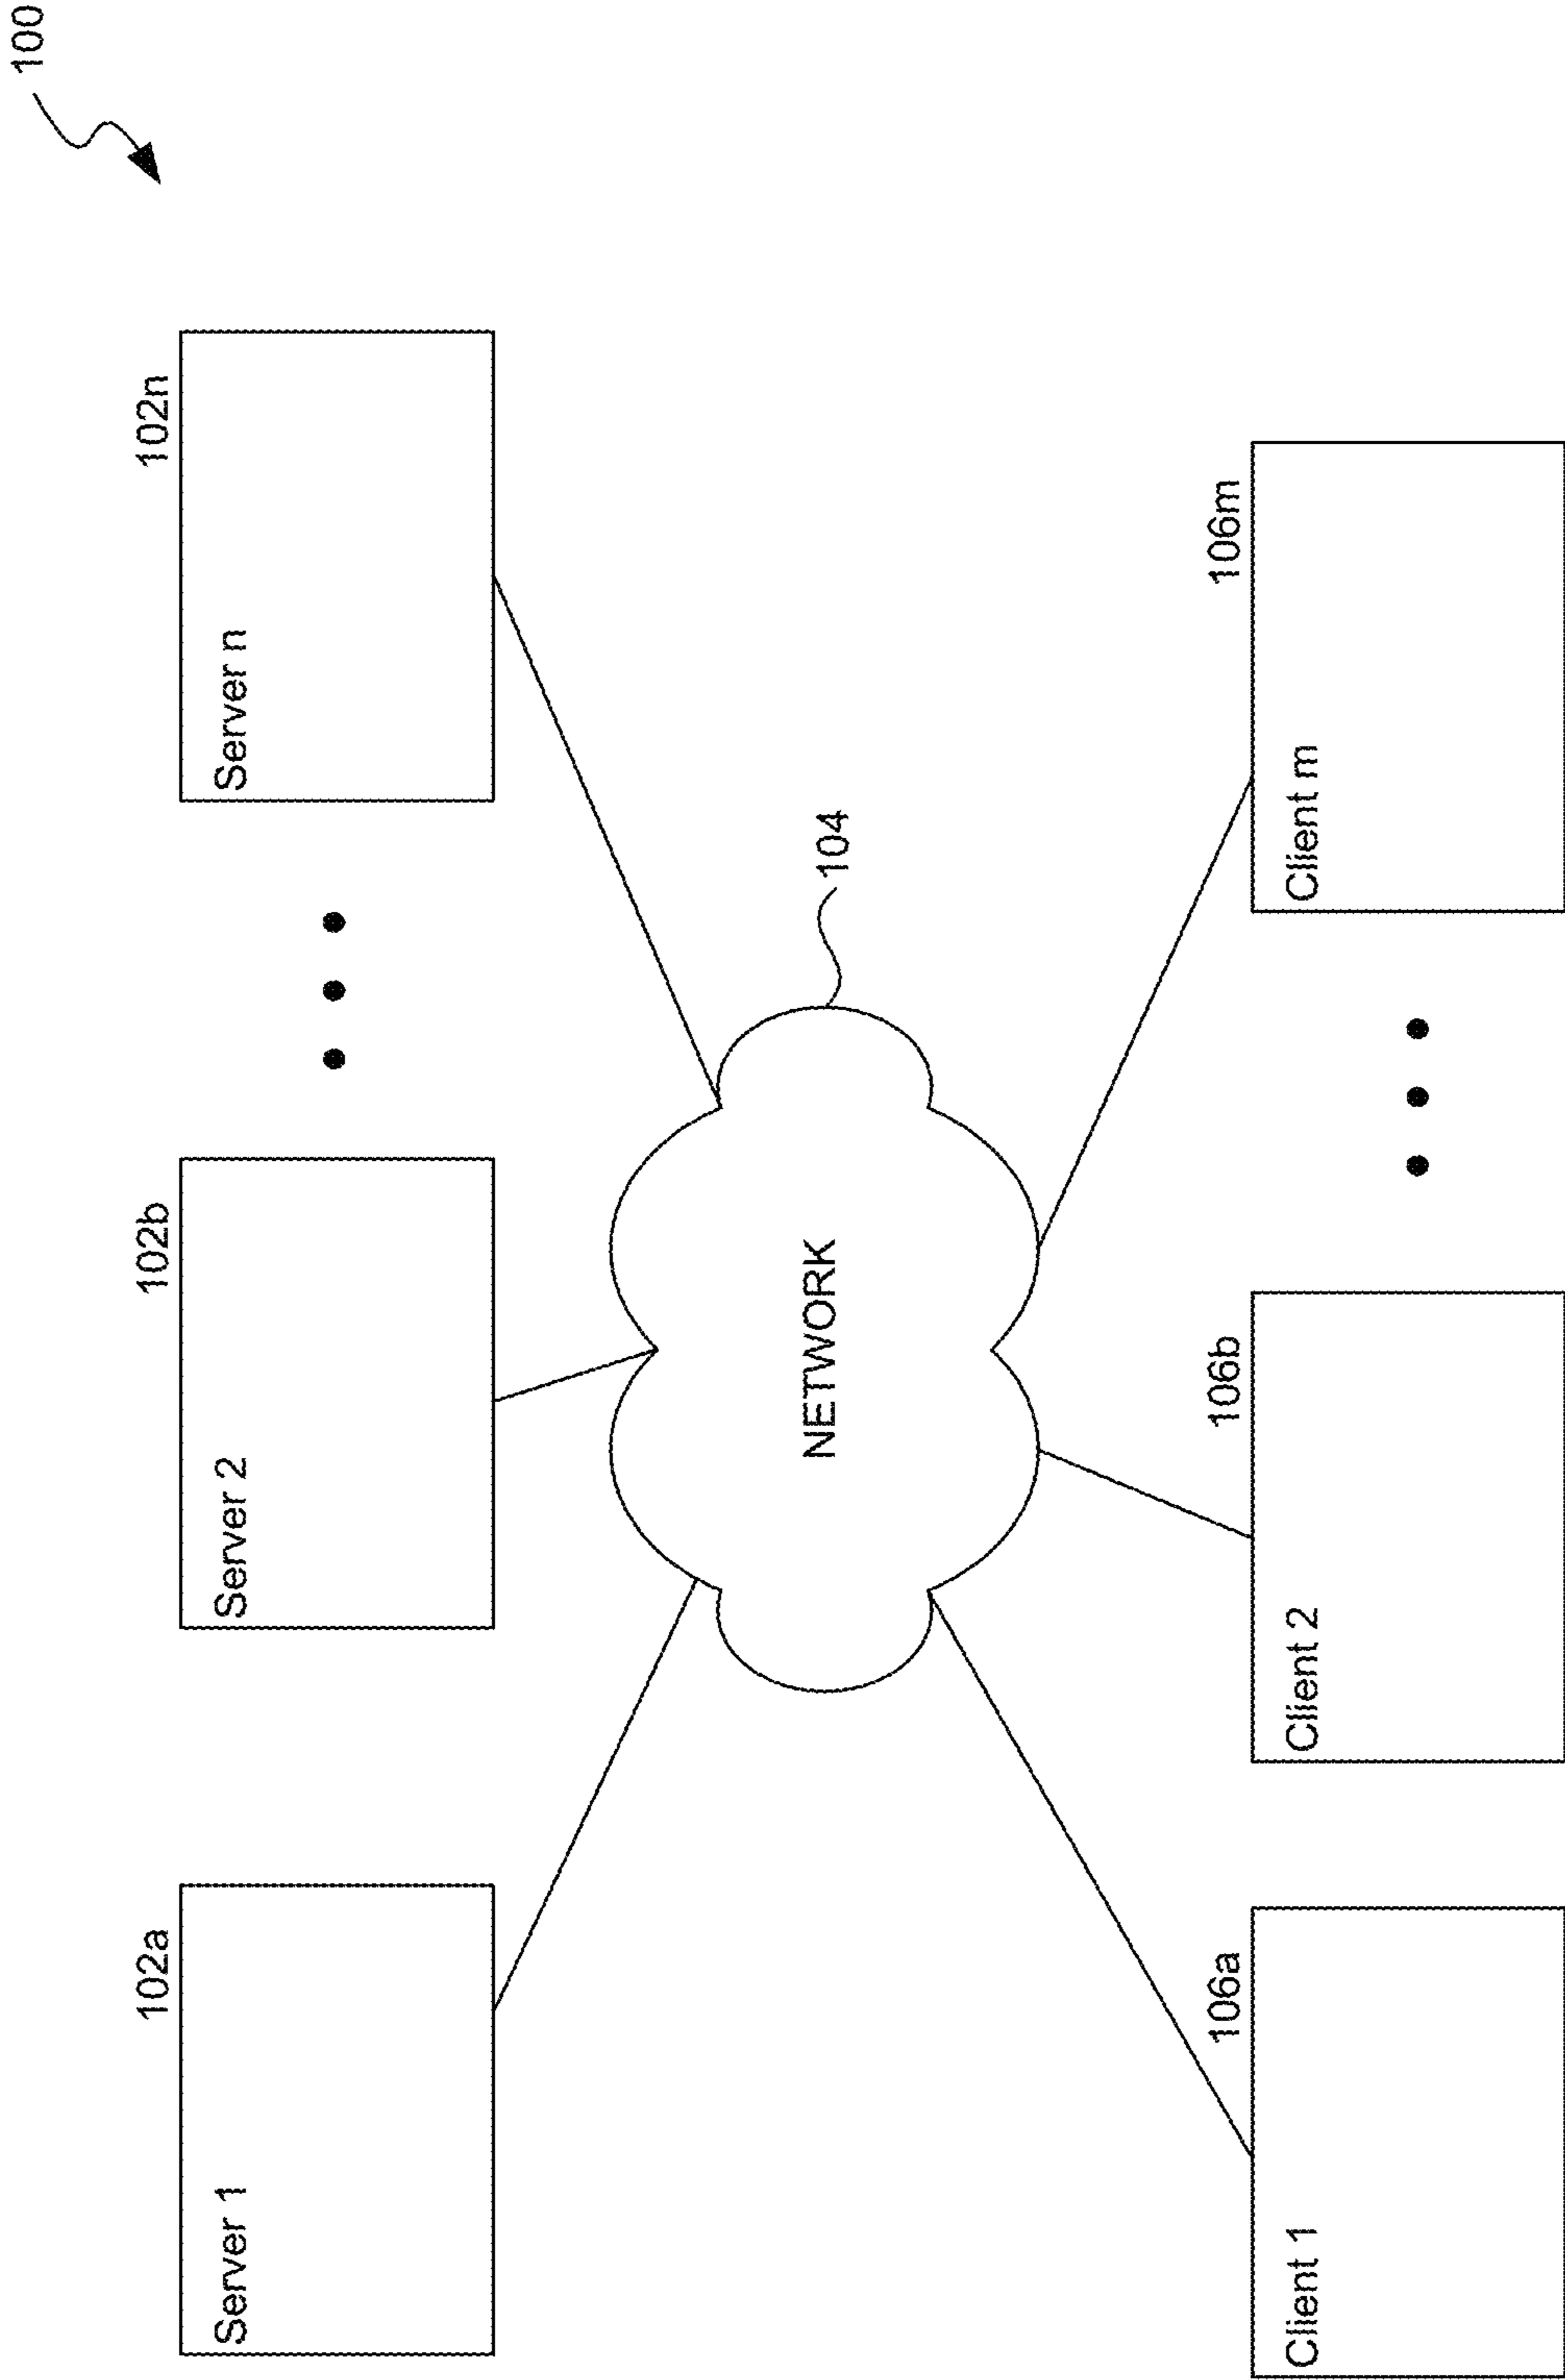 100
102a
102b
102n
Server 1
Server 2
Server n
104
NETWORK
106a
106b
106m
Client 1
Client 2
Client m